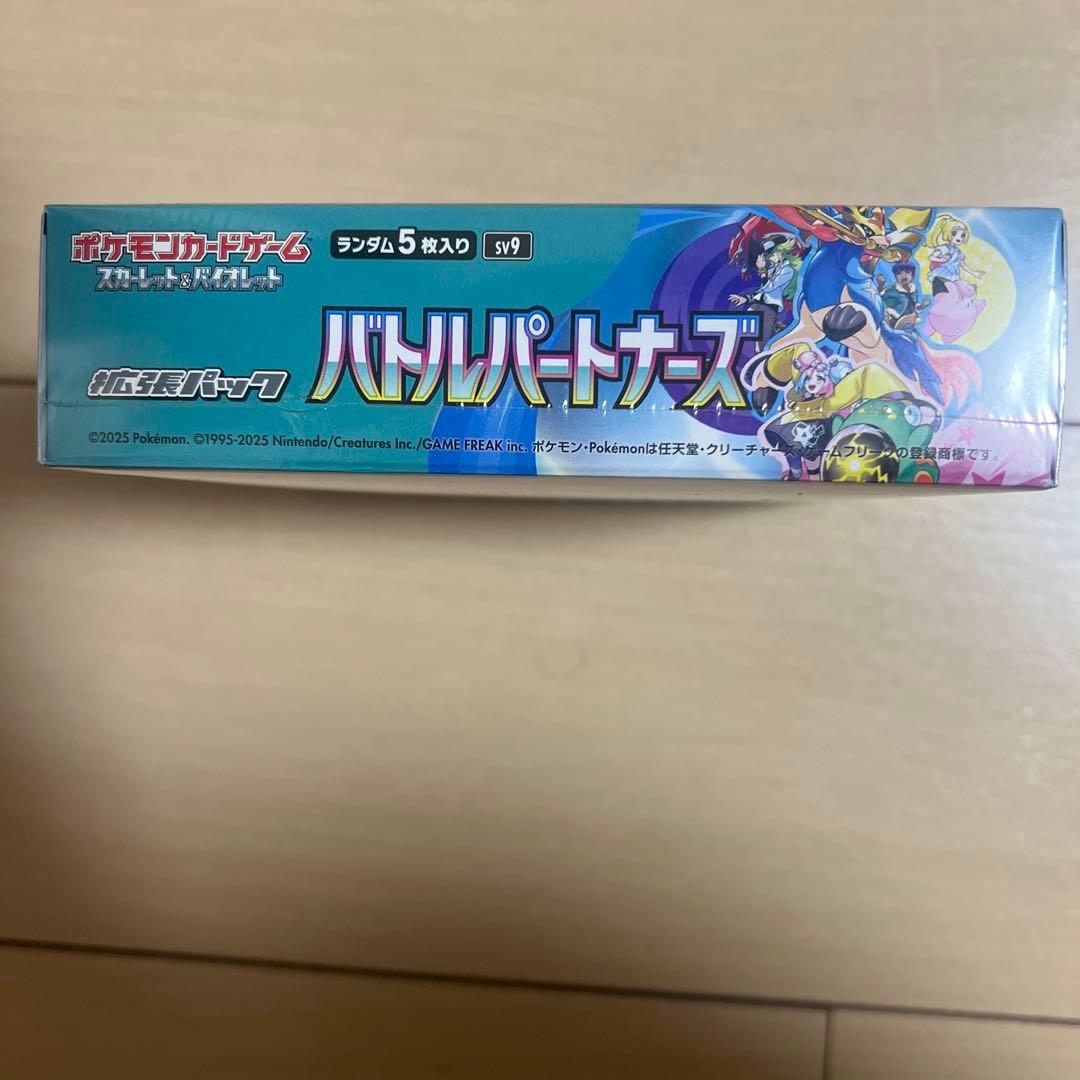 ポケモンカードゲーム
スカーレット&バイオレット
ランダム5枚入り
SV9
拡張パック
バトルパートナーズ
©2025 Pokémon. ©1995-2025 Nintendo/Creatures Inc./GAME FREAK inc. ポケモン・Pokémonは任天堂・クリーチャーズ・ゲームフリークの登録商標です。